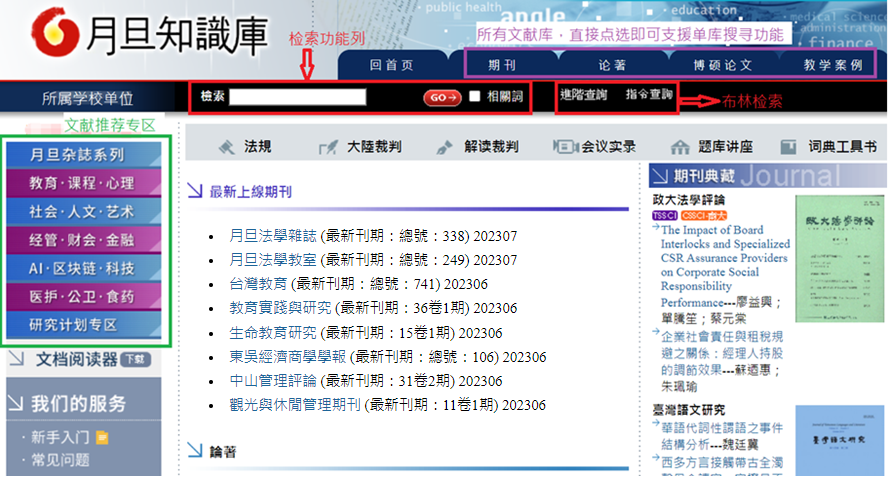 public health
angle
education
medical science
administration
finance
月旦知識庫
检索功能列
所有文献库，直接点选即可支援单库搜寻功能
回首页
期刊
论著
博硕论文
教学案例
所属学校单位
檢索
GO
相關詞
進階查詢
指令查詢
布林检索
文献推荐专区
月旦杂誌系列
教育·课程·心理
社会·人文·艺术
经管·财会·金融
AI·区块链·科技
医护·公卫·食药
研究计划专区
文档阅读器 下载
我们的服务
·新手入门
·常见问题
法規
大陸裁判
解读裁判
会议实录
题库讲座
词典工具书
最新上線期刊
• 月旦法學雜誌 (最新刊期：總號：338) 202307
• 月旦法學教室 (最新刊期：總號：249) 202307
• 台灣教育 (最新刊期：總號：741) 202306
• 教育實踐與研究 (最新刊期：36卷1期) 202306
• 生命教育研究 (最新刊期：15卷1期) 202306
• 東吳經濟商學學報 (最新刊期：總號：106) 202306
• 中山管理評論 (最新刊期：31卷2期) 202306
• 觀光與休閒管理期刊 (最新刊期：11卷1期) 202306
論著
期刊典藏 Journal
政大法學評論
TSSCI CSSCI-南大
The Impact of Board
Interlocks and Specialized
CSR Assurance Providers
on Corporate Social
Responsibility
Performance---廖益興；
單騰笙；蔡元棠
企業社會責任與租稅規
避之關係：經理人持股
的調節效果---蘇迺惠；
朱珮瑜
政大法學評論
臺灣語文研究
華語代詞性謂語之事件
結構分析---魏廷冀
西多方言接觸帶古全濁
臺灣語文研究